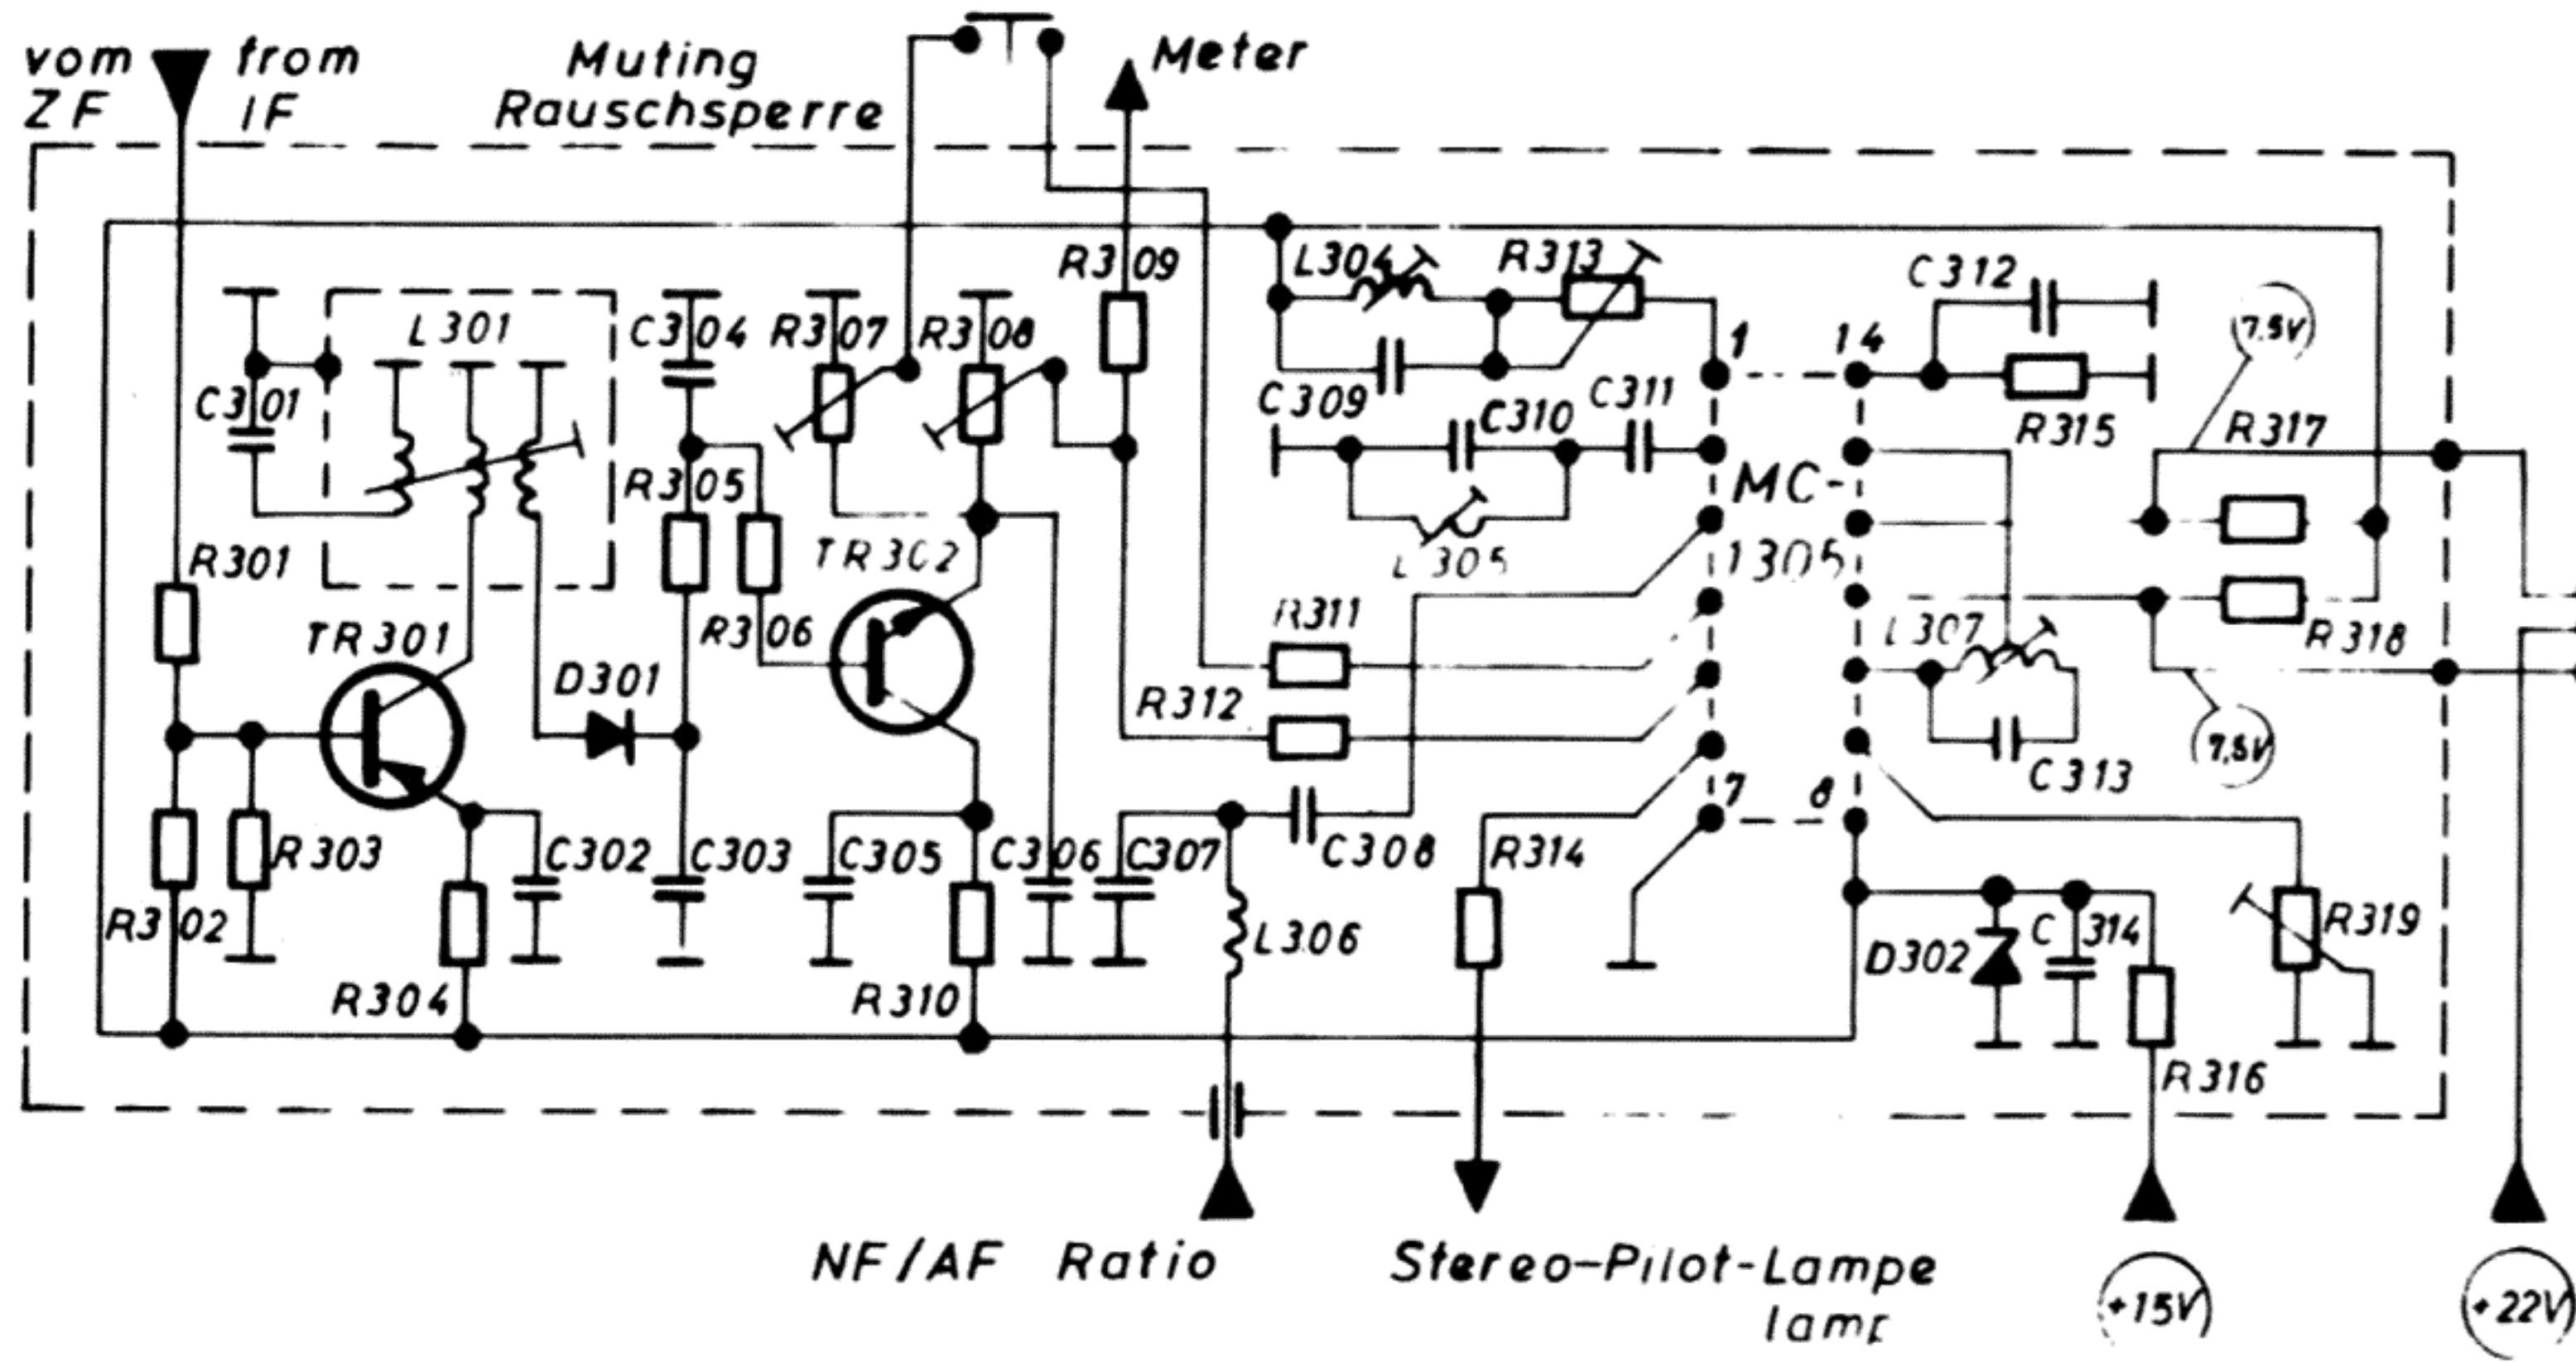 vom from
ZF IF
Muting
Rauschsperre
Meter
R309
L304 R313
C312
7.5V
L301
C304 R307 R308
1 14
C301
C309 C310 C311
R315 R317
R305
MC-
1305
R301
TR302
L305
TR301
R306
R311
L307
R318
D301
R312
7,5V
C313
7 8
R303
C302 C303 C305 C306 C307
C308 R314
R302
L306
D302 C314
R319
R304
R310
R316
NF/AF Ratio
Stereo-Pilot-Lampe
+15V +22V